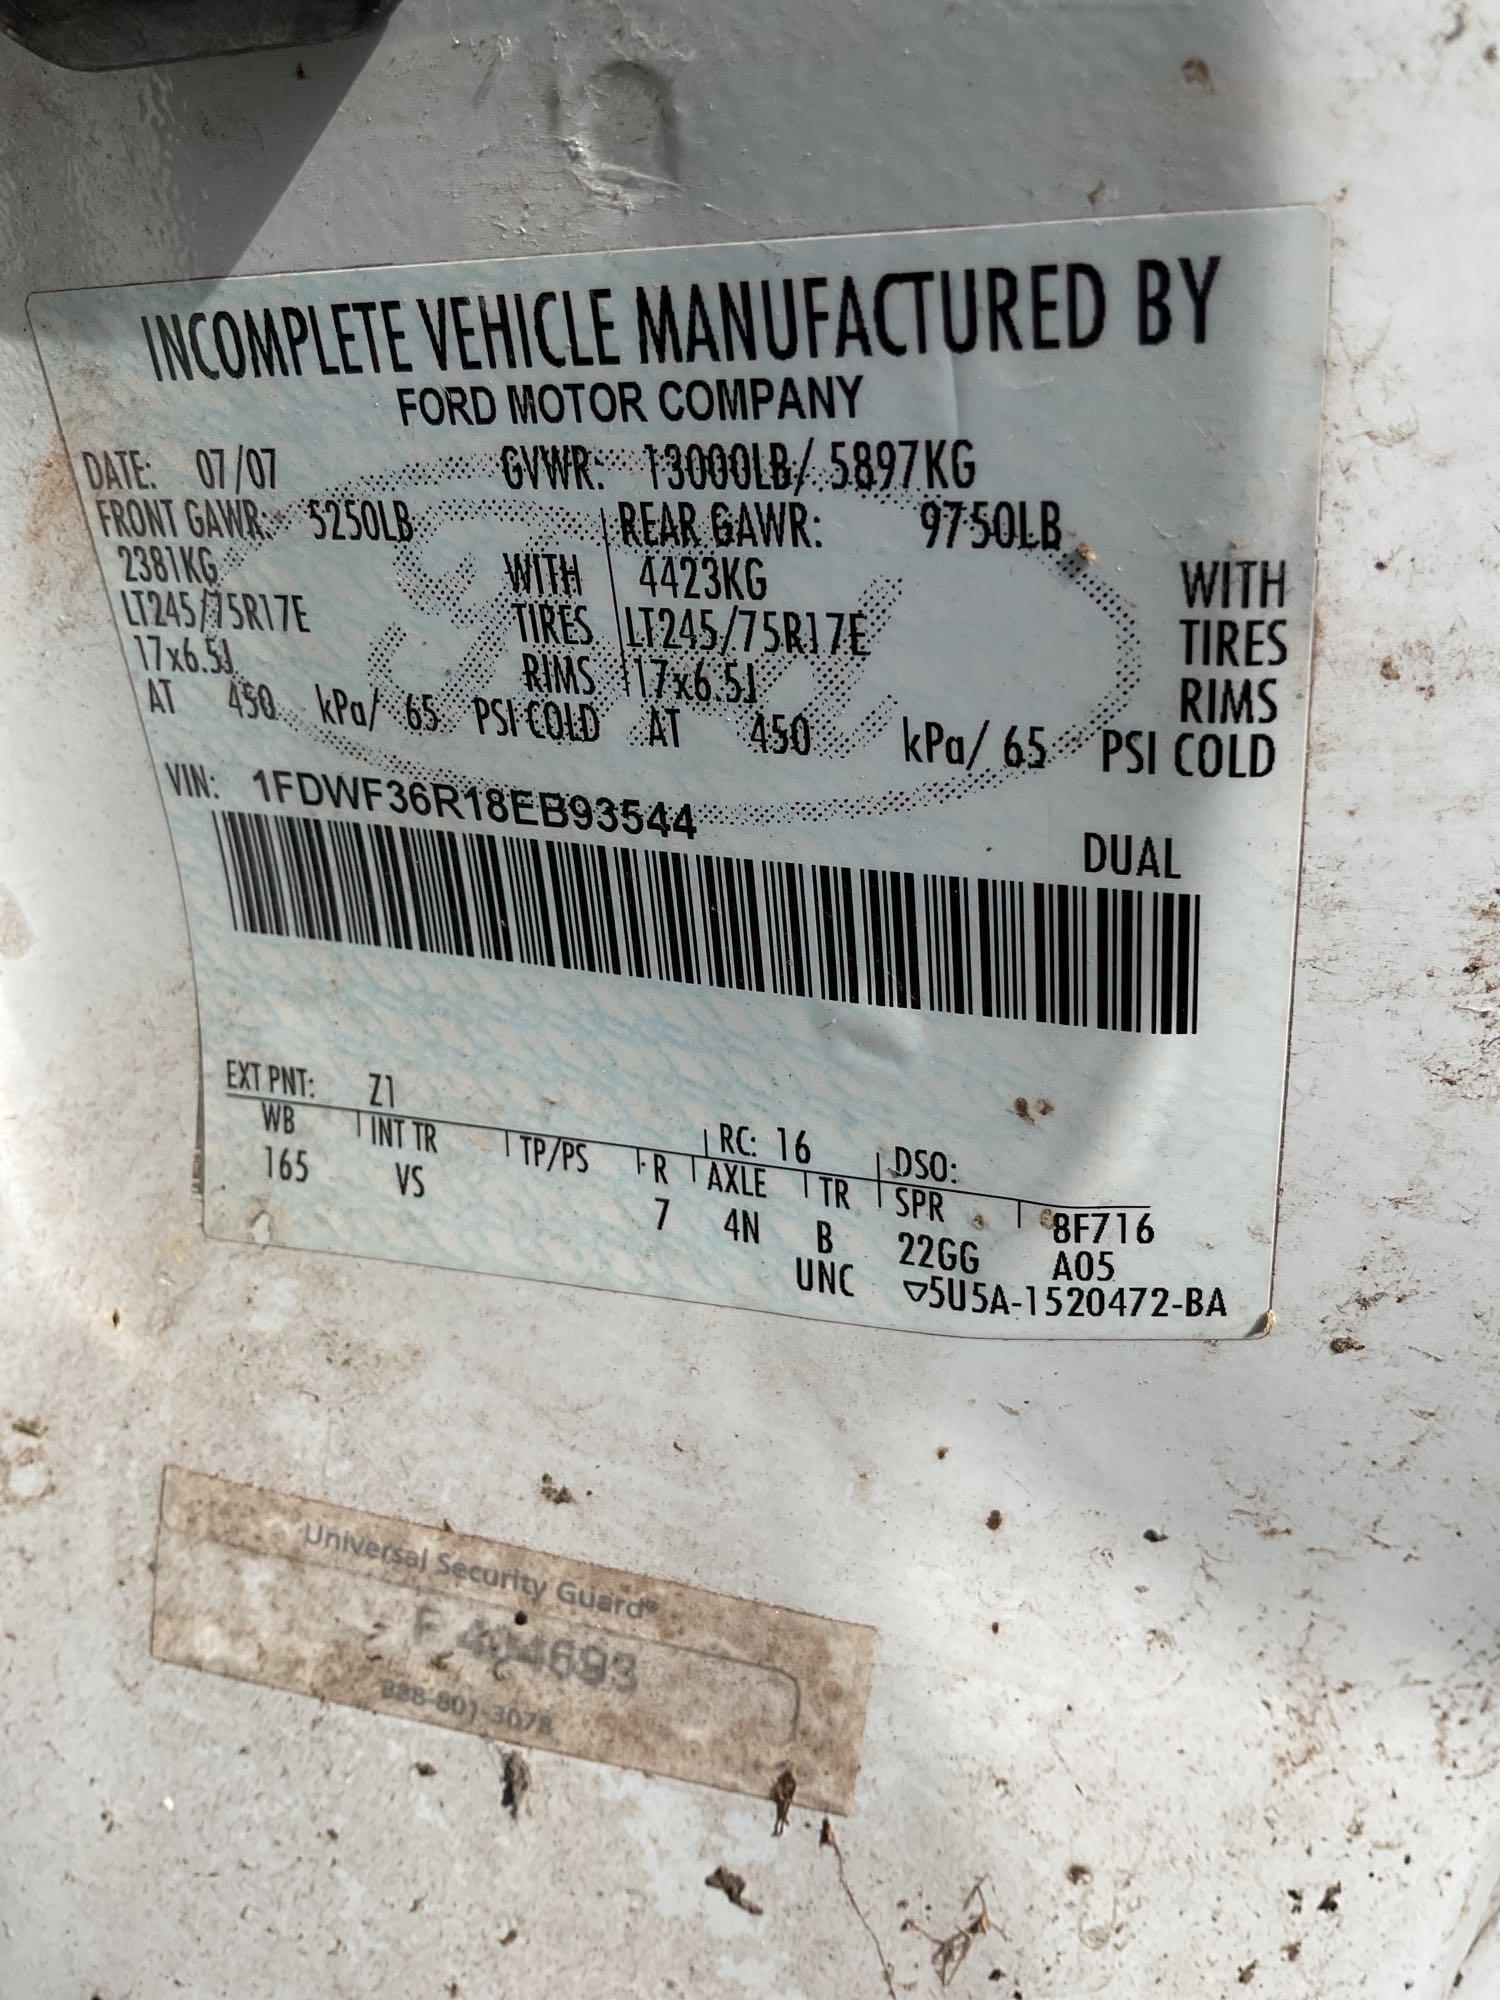 INCOMPLETE VEHICLE MANUFACTURED BY
FORD MOTOR COMPANY
DATE: 07/07 GVWR: 13000LB/ 5897KG
FRONT GAWR: 5250LB REAR GAWR: 9750LB
2381KG WITH 4423KG WITH
LT245/75R17E TIRES LT245/75R17E TIRES
17x6.5J RIMS 17x6.5J RIMS
AT 450 kPa/ 65 PSI COLD AT 450 kPa/ 65 PSI COLD
VIN: 1FDWF36R18EB93544
DUAL
EXT PNT: Z1 RC: 16 DSO:
WB INT TR TP/PS R AXLE TR SPR 8F716
165 VS 7 4N B 22GG A05
UNC ▽5U5A-1520472-BA
Universal Security Guard®
888-801-3078